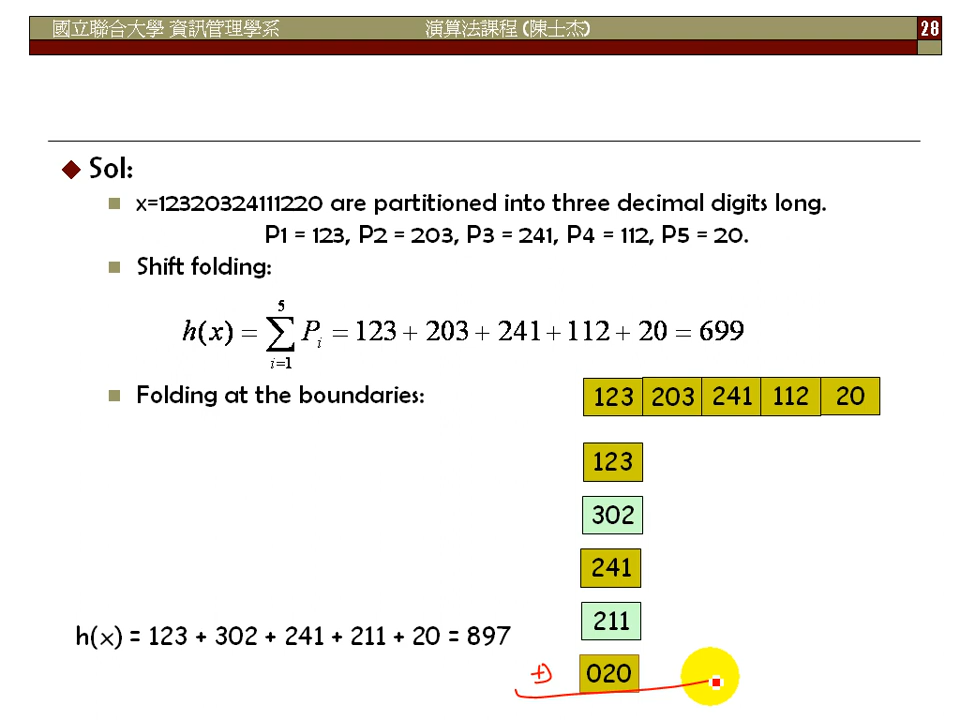 國立聯合大學 資訊管理學系 演算法課程 (陳士杰) 28
Sol:
x=12320324111220 are partitioned into three decimal digits long.
P1 = 123, P2 = 203, P3 = 241, P4 = 112, P5 = 20.
Shift folding:
h(x) = \sum_{i=1}^{5} P_i = 123 + 203 + 241 + 112 + 20 = 699
Folding at the boundaries:
123 203 241 112 20
123
302
241
211
h(x) = 123 + 302 + 241 + 211 + 20 = 897
+) 020